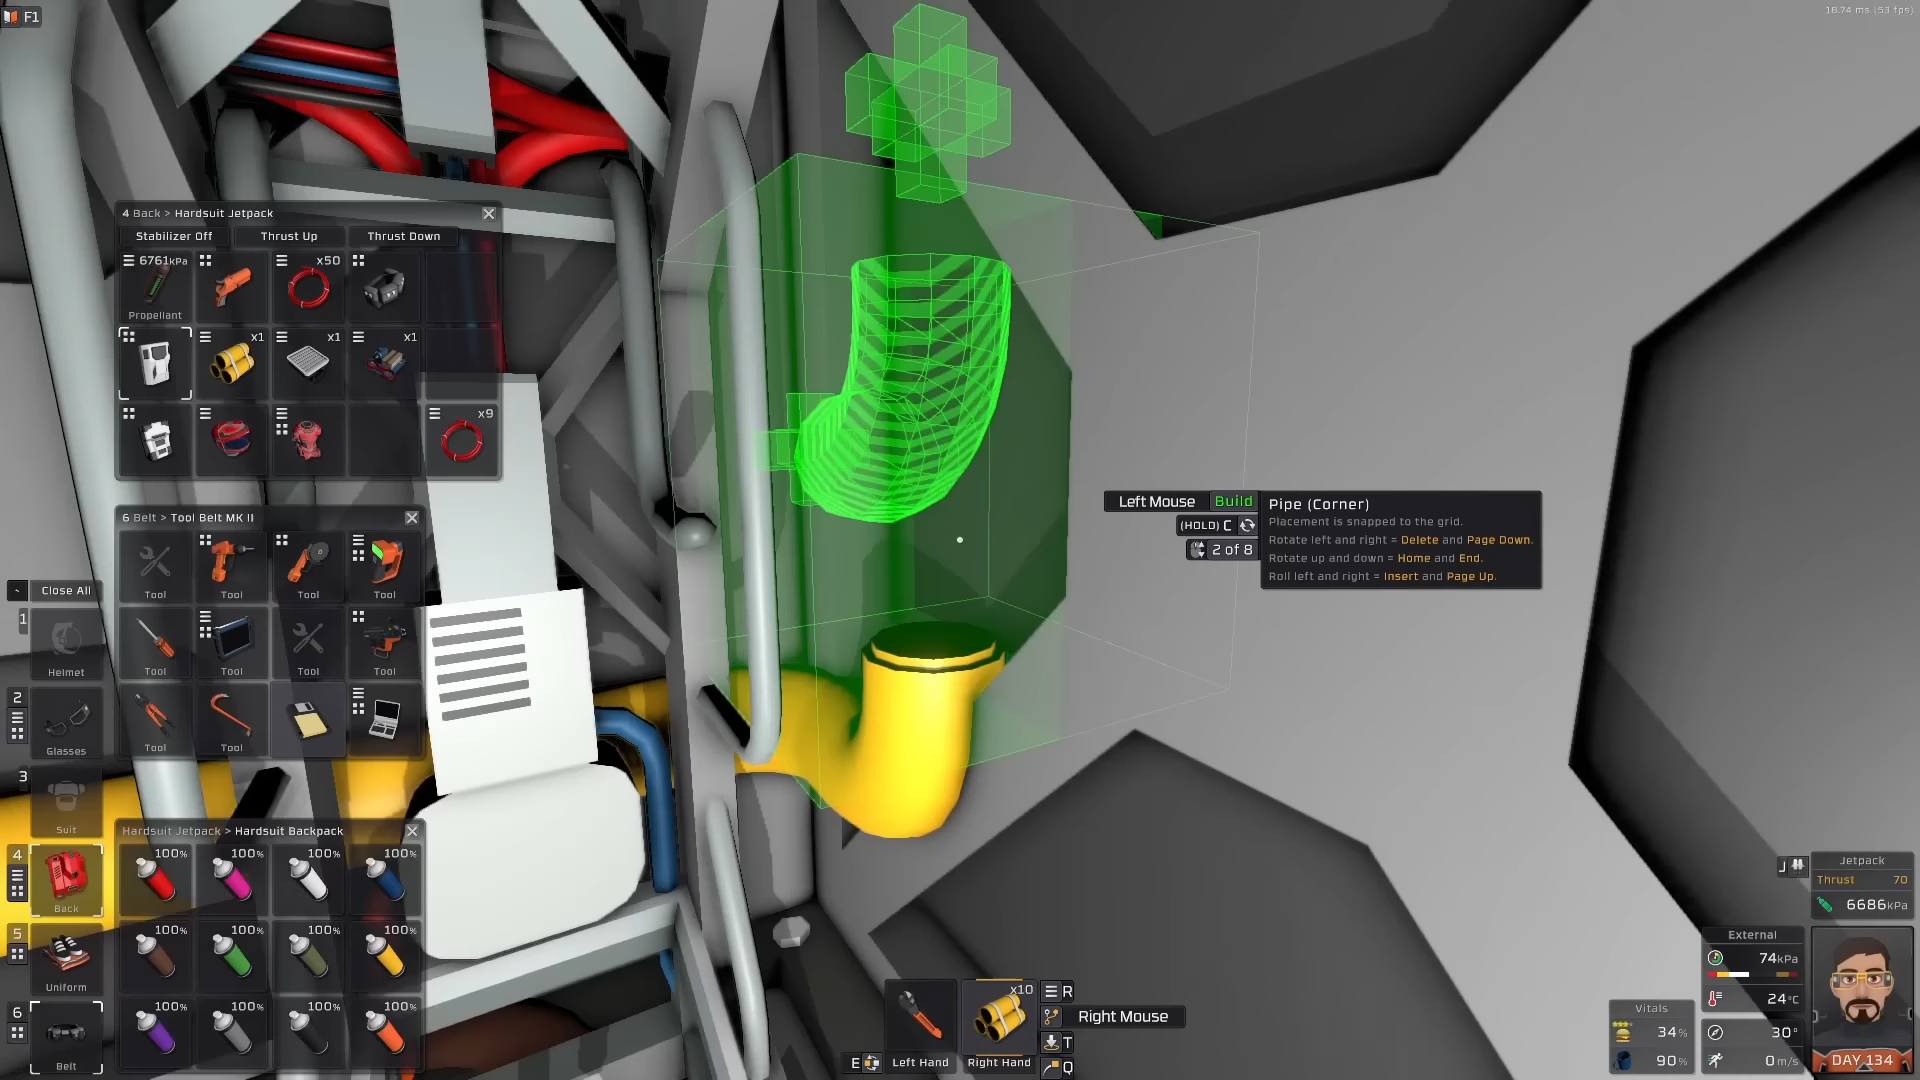 F1
18.74 ms (53 fps)
4 Back > Hardsuit Jetpack
Stabilizer Off
Thrust Up
Thrust Down
6761kPa
x50
Propellant
x1
x1
x1
x9
6 Belt > Tool Belt MK II
Tool
Tool
Tool
Tool
Tool
Tool
Tool
Tool
Tool
Tool
~
Close All
1
Helmet
2
Glasses
3
Suit
4
Back
5
Uniform
6
Belt
Hardsuit Jetpack > Hardsuit Backpack
100%
100%
100%
100%
100%
100%
100%
100%
100%
100%
100%
100%
Left Mouse
Build
(HOLD) C
2 of 8
Pipe (Corner)
Placement is snapped to the grid.
Rotate left and right = Delete and Page Down.
Rotate up and down = Home and End.
Roll left and right = Insert and Page Up.
x10
R
Right Mouse
T
E
Left Hand
Right Hand
Q
J
Jetpack
Thrust 70
6686kPa
External
74kPa
24°C
30°
0m/s
Vitals
34%
90%
DAY 134